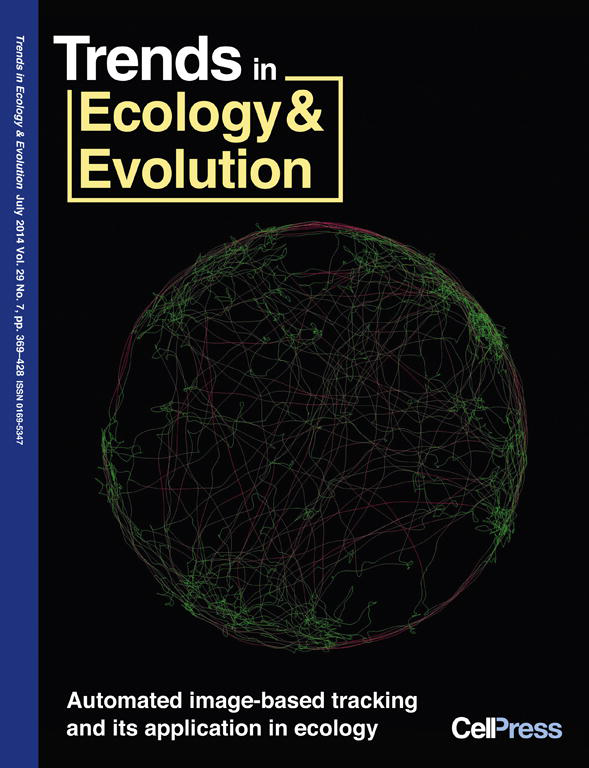 Trends in
Ecology &
Evolution
Trends in Ecology & Evolution July 2014 Vol. 29 No. 7, pp. 369–428 ISSN 0169-5347
Automated image-based tracking
and its application in ecology
CellPress